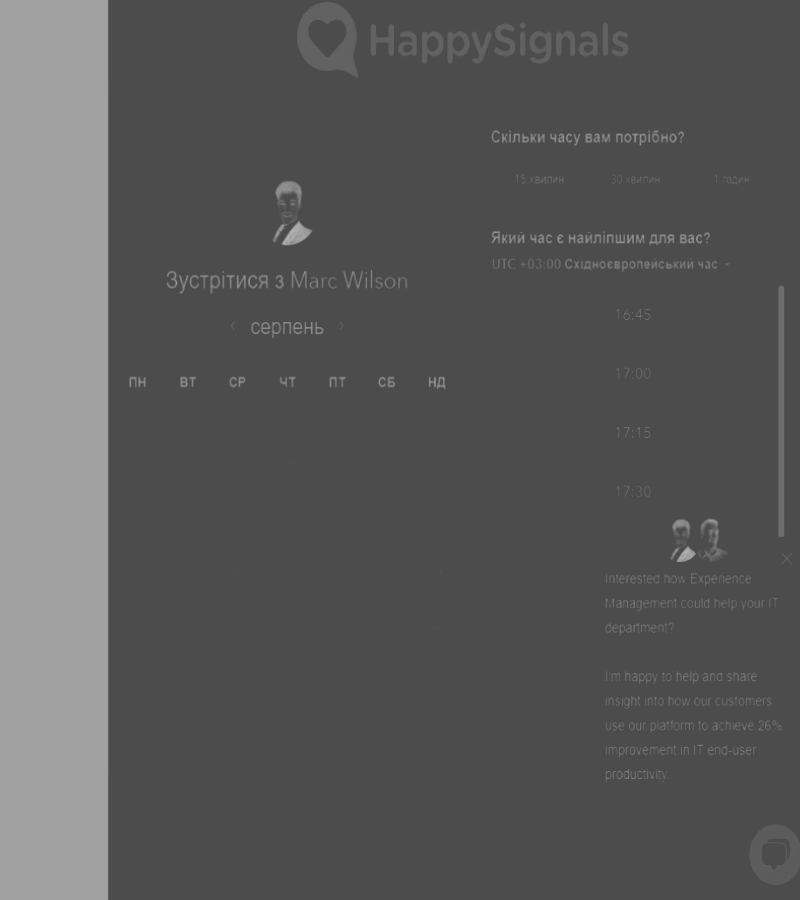 HappySignals
Зустрітися з Marc Wilson
серпень
ПН ВТ СР ЧТ ПТ СБ НД
Скільки часу вам потрібно?
15 хвилин 30 хвилин 1 годин
Який час є найліпшим для вас?
UTC +03:00 Східноєвропейський час
16:45
17:00
17:15
17:30
Interested how Experience
Management could help your IT
department?
I'm happy to help and share
insight into how our customers
use our platform to achieve 26%
improvement in IT end-user
productivity.